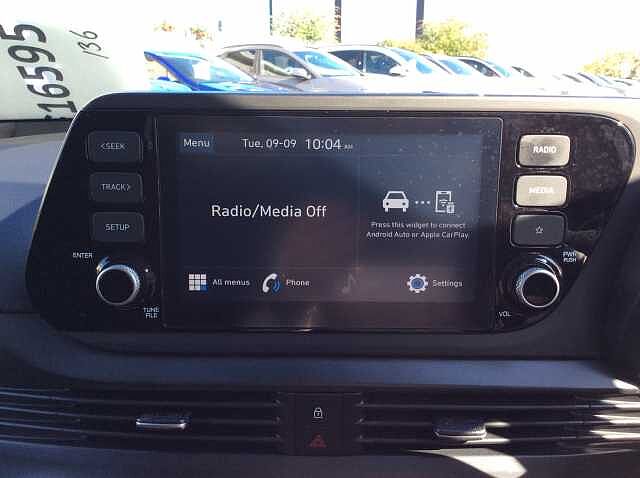 £16595
136
<SEEK
TRACK>
SETUP
ENTER
TUNE
FILE
Menu
Tue, 09-09
10:04 AM
Radio/Media Off
Press this widget to connect
Android Auto or Apple CarPlay.
All menus
Phone
Settings
RADIO
MEDIA
PWR
PUSH
VOL